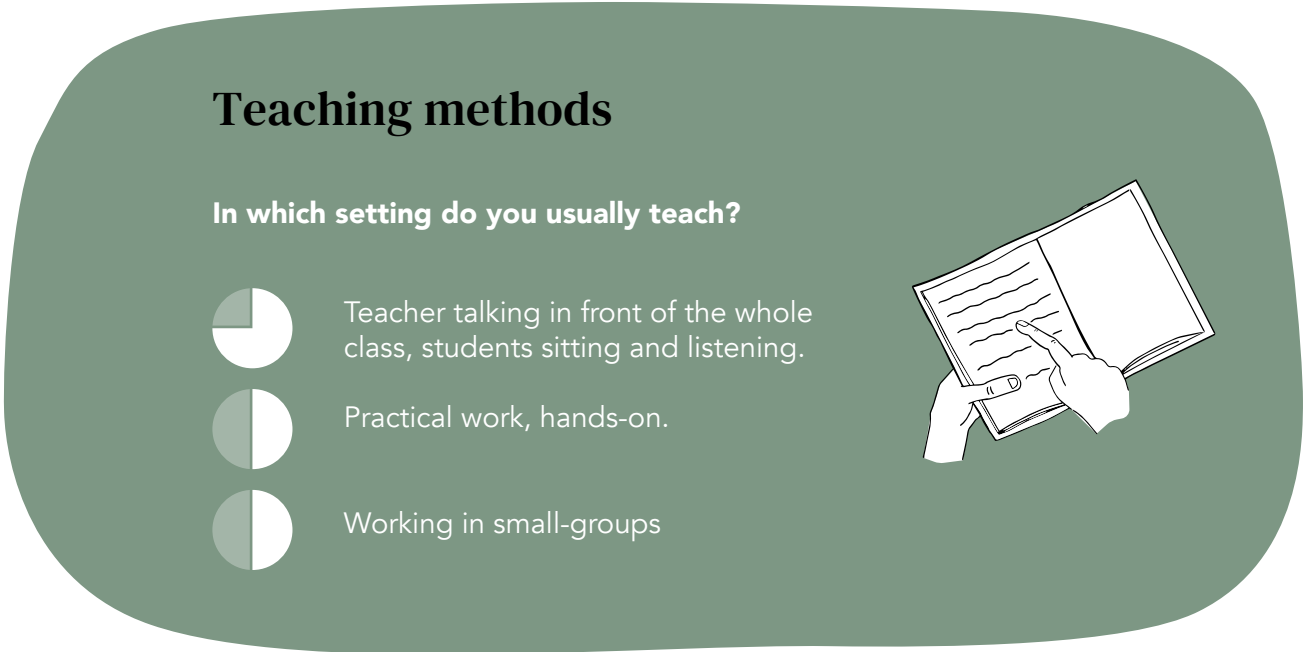 Teaching methods
In which setting do you usually teach?
Teacher talking in front of the whole
class, students sitting and listening.
Practical work, hands-on.
Working in small-groups